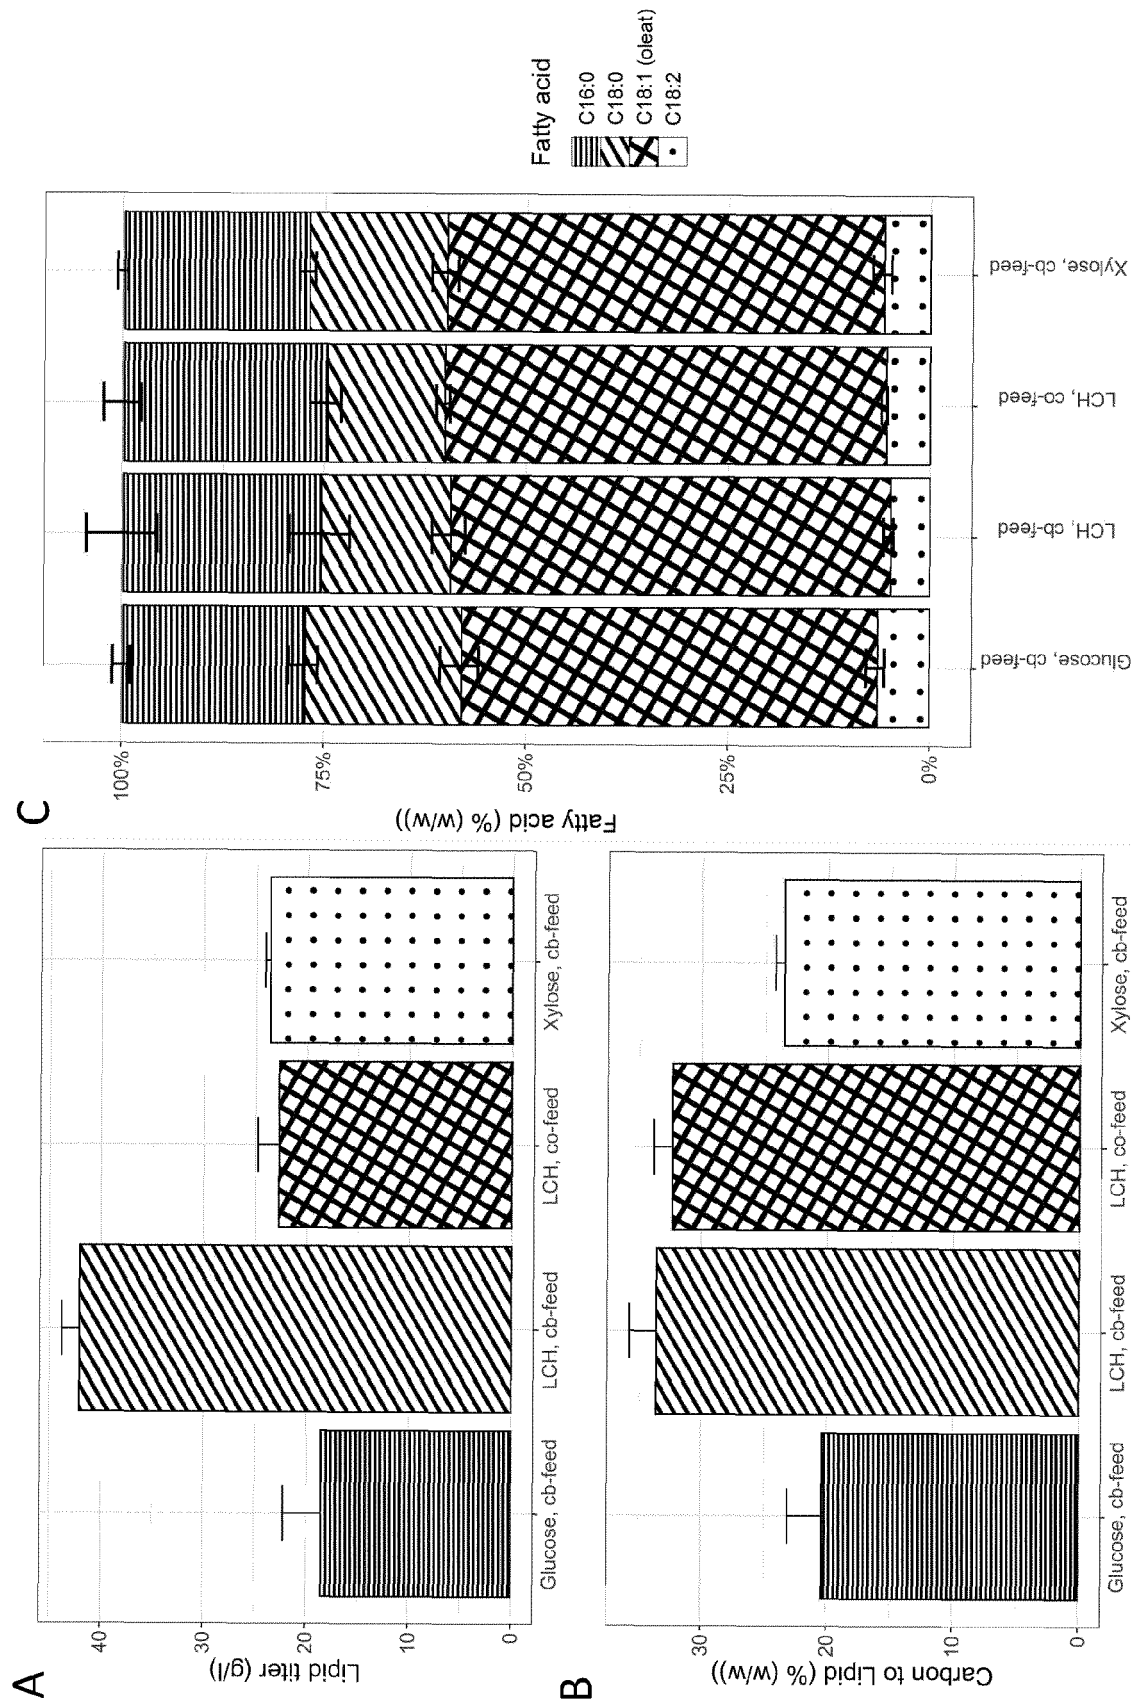 A
Lipid titer (g/l)
40
30
20
10
0
Glucose, cb-feed
LCH, cb-feed
LCH, co-feed
Xylose, cb-feed
B
Carbon to Lipid (% (w/w))
30
20
10
0
Glucose, cb-feed
LCH, cb-feed
LCH, co-feed
Xylose, cb-feed
C
Fatty acid (% (w/w))
100%
75%
50%
25%
0%
Glucose, cb-feed
LCH, cb-feed
LCH, co-feed
Xylose, cb-feed
Fatty acid
C16:0
C18:0
C18:1 (oleat)
C18:2